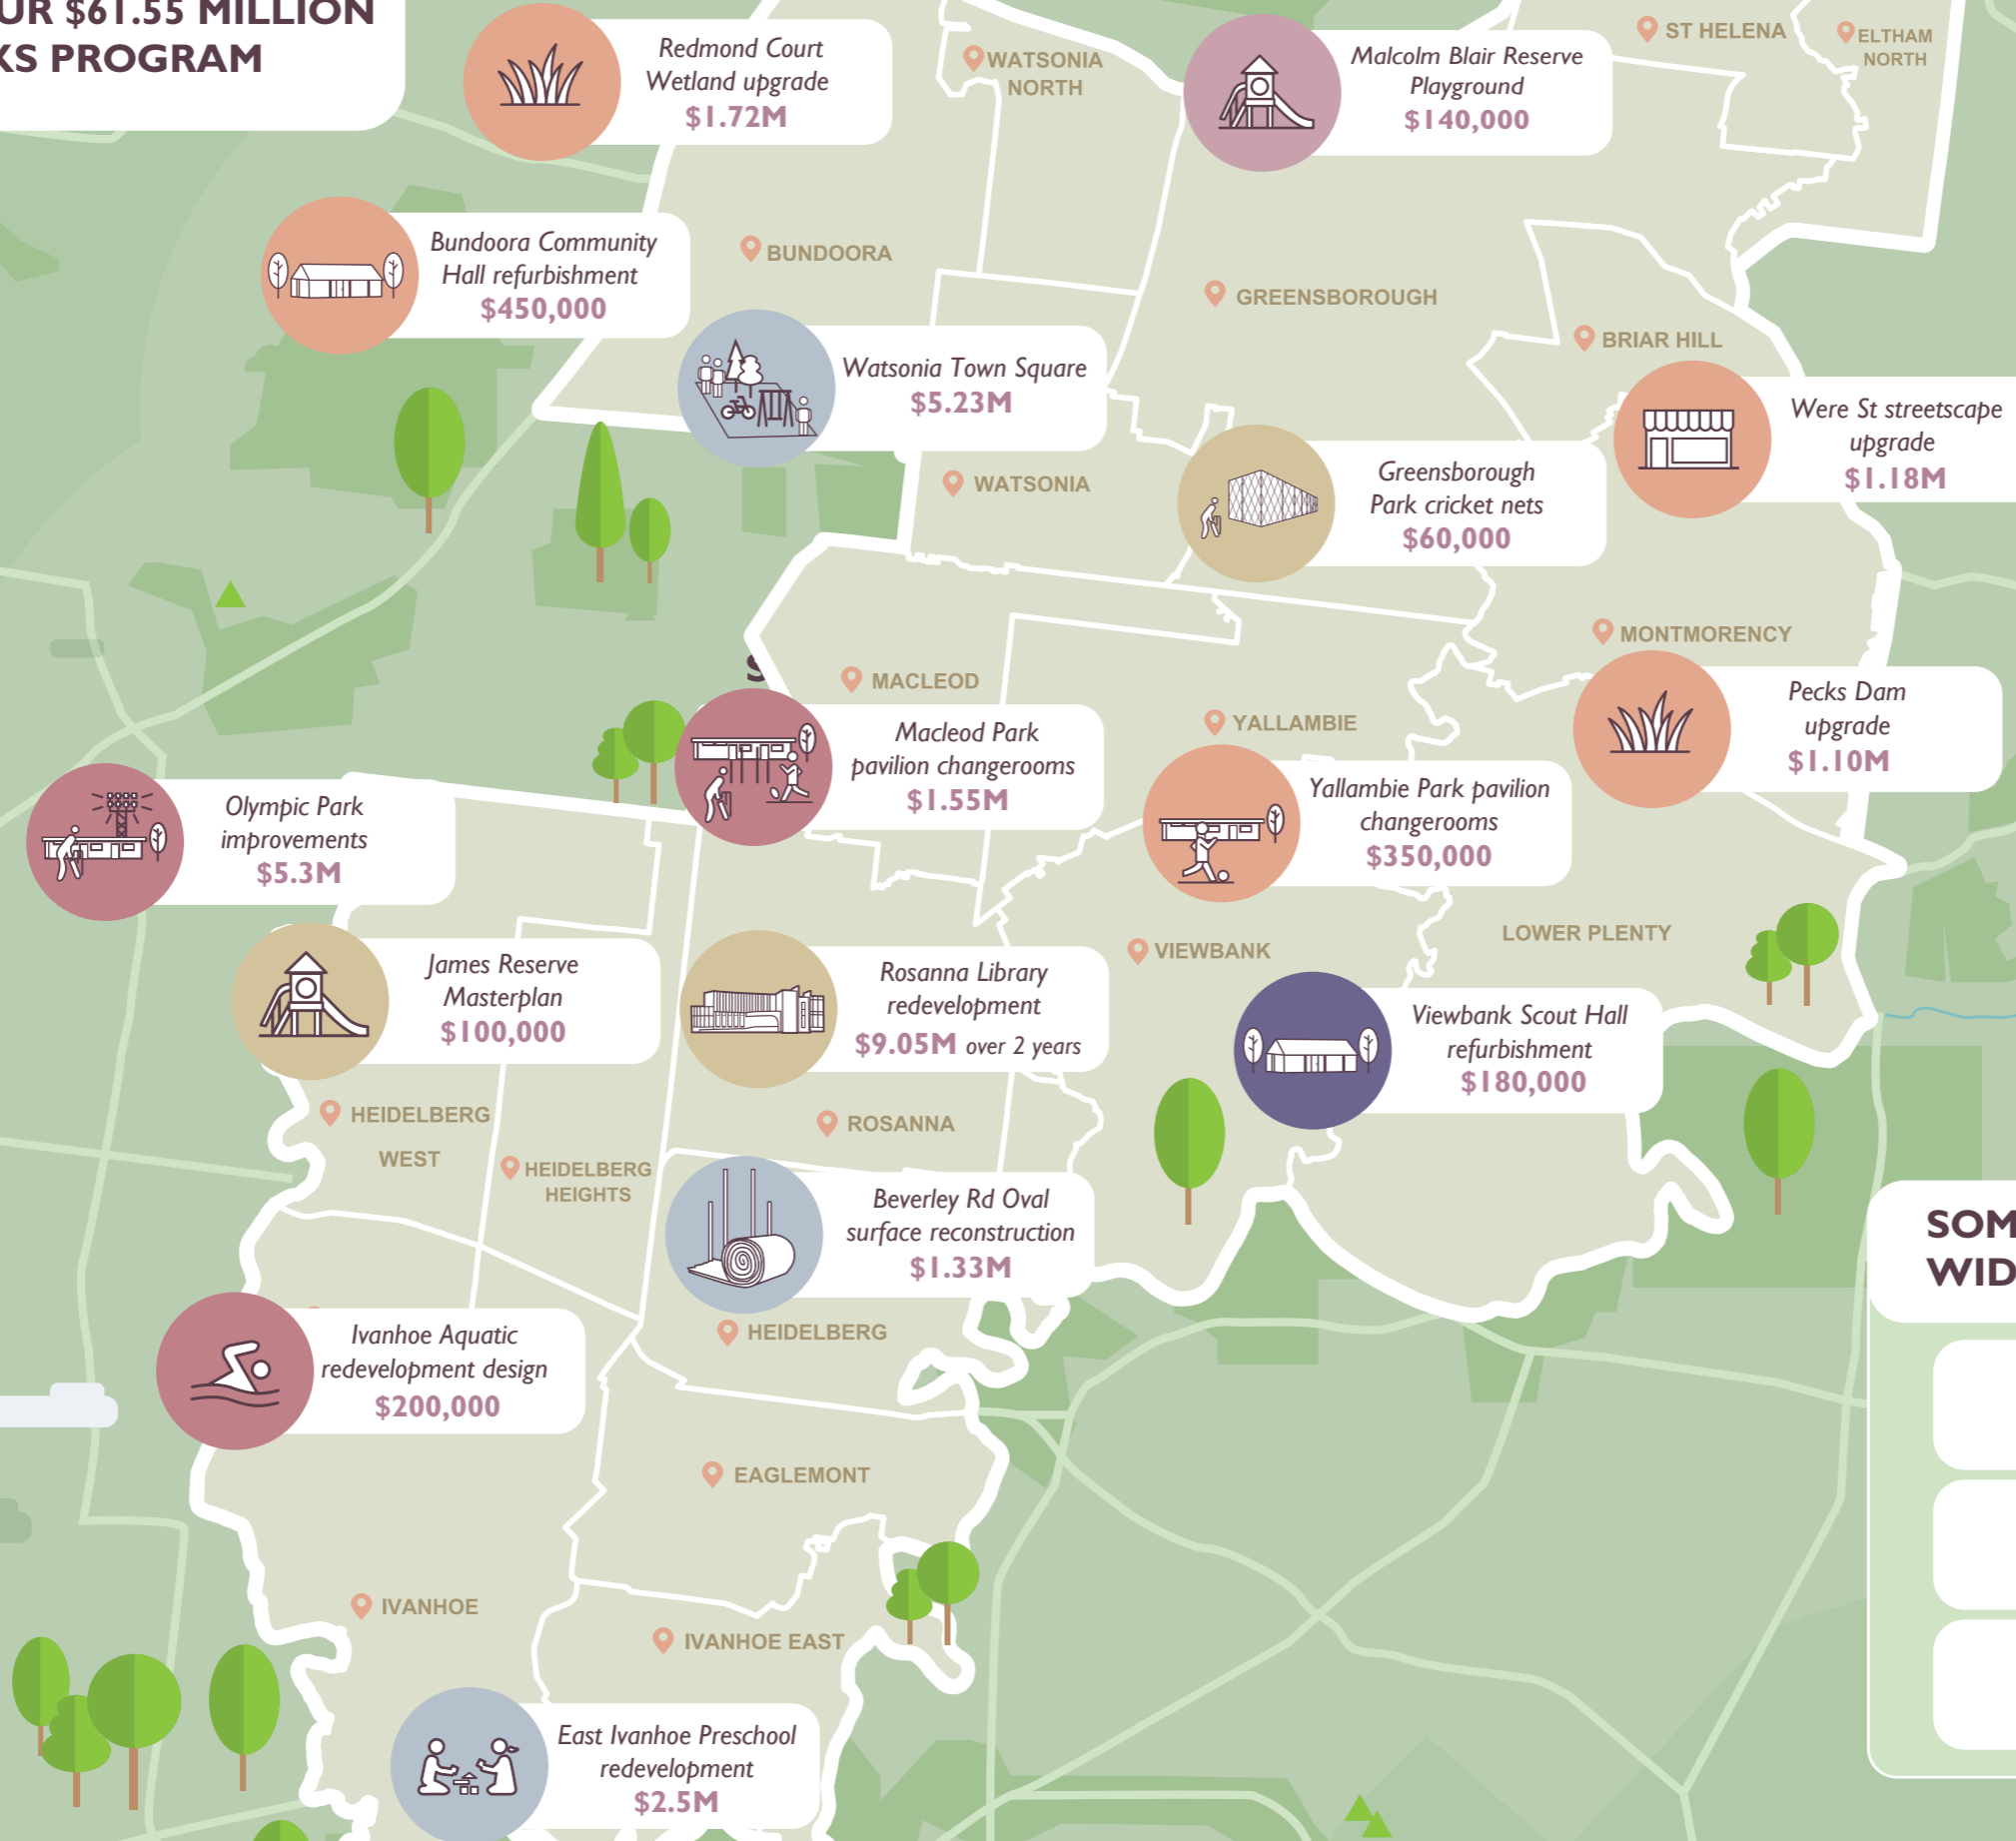 UR $61.55 MILLION
KS PROGRAM
Redmond Court
Wetland upgrade
$1.72M
WATSONIA
NORTH
Malcolm Blair Reserve
Playground
$140,000
ST HELENA
ELTHAM
NORTH
Bundoora Community
Hall refurbishment
$450,000
BUNDOORA
GREENSBOROUGH
BRIAR HILL
Watsonia Town Square
$5.23M
Were St streetscape
upgrade
$1.18M
WATSONIA
Greensborough
Park cricket nets
$60,000
MONTMORENCY
S
MACLEOD
YALLAMBIE
Pecks Dam
upgrade
$1.10M
Macleod Park
pavilion changerooms
$1.55M
Yallambie Park pavilion
changerooms
$350,000
Olympic Park
improvements
$5.3M
LOWER PLENTY
VIEWBANK
James Reserve
Masterplan
$100,000
Rosanna Library
redevelopment
$9.05M over 2 years
Viewbank Scout Hall
refurbishment
$180,000
HEIDELBERG
WEST
ROSANNA
HEIDELBERG
HEIGHTS
Beverley Rd Oval
surface reconstruction
$1.33M
SOM
WID
HEIDELBERG
Ivanhoe Aquatic
redevelopment design
$200,000
EAGLEMONT
IVANHOE
IVANHOE EAST
East Ivanhoe Preschool
redevelopment
$2.5M